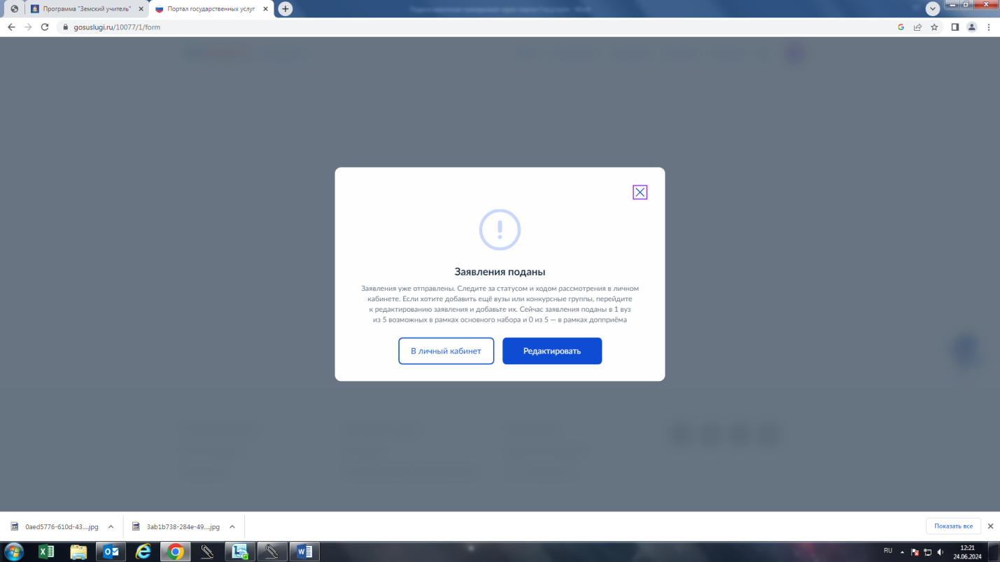 Программа "Земский учитель"
Портал государственных услуг
gosuslugi.ru/10077/1/form
Заявления поданы
Заявления уже отправлены. Следите за статусом и ходом рассмотрения в личном
кабинете. Если хотите добавить ещё вузы или конкурсные группы, перейдите
к редактированию заявления и добавьте их. Сейчас заявления поданы в 1 вуз
из 5 возможных в рамках основного набора и 0 из 5 — в рамках допприёма
В личный кабинет
Редактировать
0aed5776-610d-43....jpg
3ab1b738-284e-49....jpg
Показать все
RU
12:21
24.06.2024